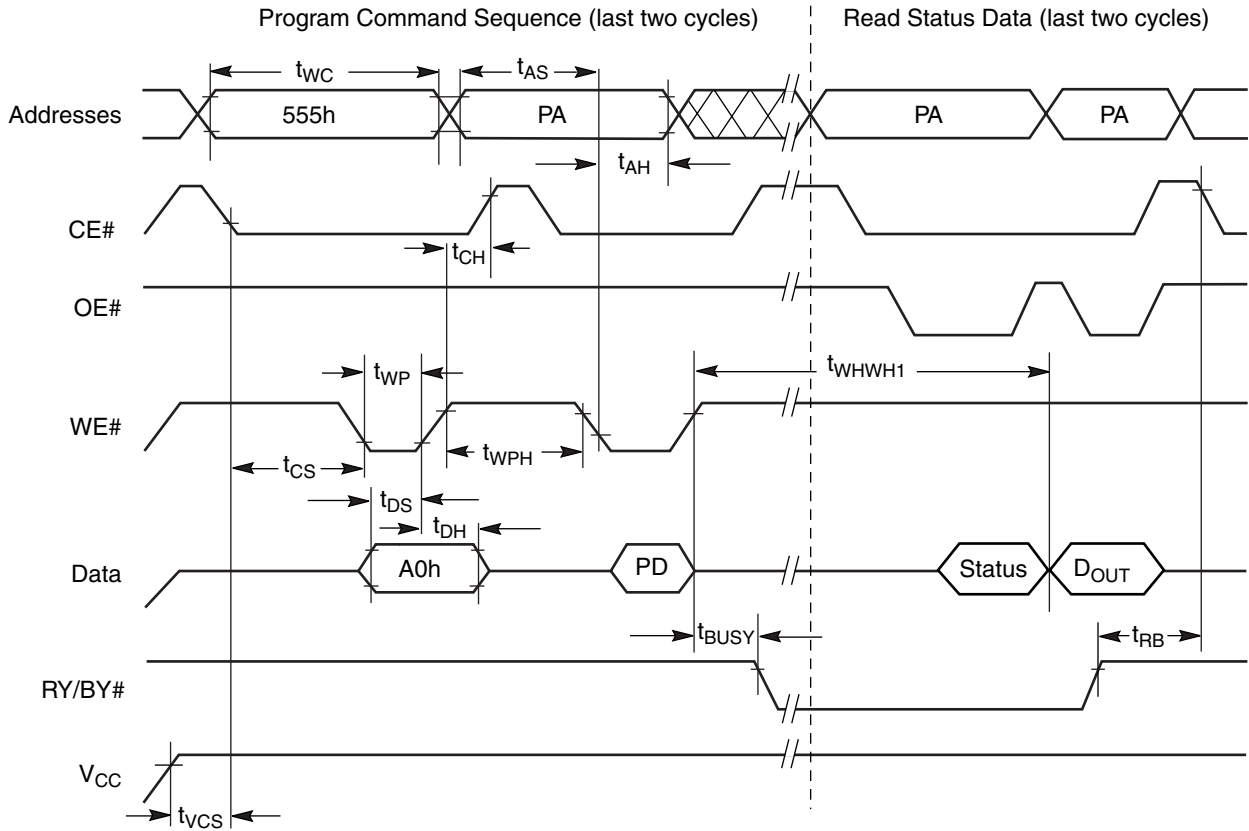 Program Command Sequence (last two cycles) Read Status Data (last two cycles)
tWC tAS
Addresses 555h PA PA PA
tAH
CE#
tCH
OE#
tWP tWHWH1
WE#
tCS tWPH
tDS
tDH
Data A0h PD Status DOUT
tBUSY tRB
RY/BY#
VCC
tVCS